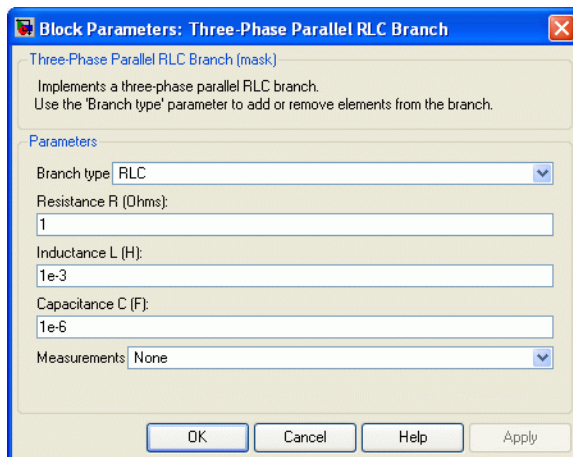 Block Parameters: Three-Phase Parallel RLC Branch
Three-Phase Parallel RLC Branch (mask)
Implements a three-phase parallel RLC branch.
Use the 'Branch type' parameter to add or remove elements from the branch.
Parameters
Branch type RLC
Resistance R (Ohms):
1
Inductance L (H):
1e-3
Capacitance C (F):
1e-6
Measurements None
OK Cancel Help Apply